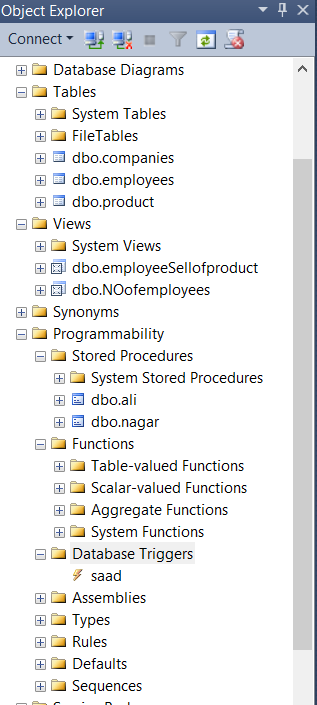 Object Explorer
Connect
Database Diagrams
Tables
System Tables
FileTables
dbo.companies
dbo.employees
dbo.product
Views
System Views
dbo.employeeSellofproduct
dbo.NOofemployees
Synonyms
Programmability
Stored Procedures
System Stored Procedures
dbo.ali
dbo.nagar
Functions
Table-valued Functions
Scalar-valued Functions
Aggregate Functions
System Functions
Database Triggers
saad
Assemblies
Types
Rules
Defaults
Sequences